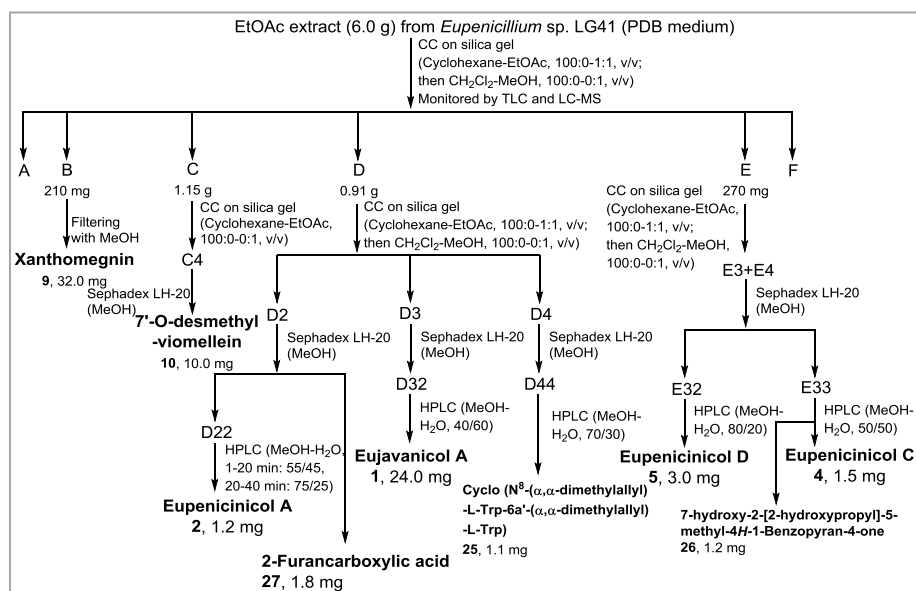 EtOAc extract (6.0 g) from Eupenicillium sp. LG41 (PDB medium)
CC on silica gel
(Cyclohexane-EtOAc, 100:0-1:1, v/v;
then CH2Cl2-MeOH, 100:0-0:1, v/v)
Monitored by TLC and LC-MS
A
B
C
D
E
F
210 mg
1.15 g
0.91 g
270 mg
Filtering
with MeOH
Xanthomegnin
9, 32.0 mg
CC on silica gel
(Cyclohexane-EtOAc,
100:0-0:1, v/v)
C4
Sephadex LH-20
(MeOH)
7'-O-desmethyl
-viomellein
10, 10.0 mg
CC on silica gel
(Cyclohexane-EtOAc, 100:0-1:1, v/v;
then CH2Cl2-MeOH, 100:0-0:1, v/v)
D2
D3
D4
Sephadex LH-20
(MeOH)
Sephadex LH-20
(MeOH)
Sephadex LH-20
(MeOH)
D22
HPLC (MeOH-H2O,
1-20 min: 55/45,
20-40 min: 75/25)
Eupenicinicol A
2, 1.2 mg
2-Furancarboxylic acid
27, 1.8 mg
D32
HPLC (MeOH-
H2O, 40/60)
Eujavanicol A
1, 24.0 mg
D44
HPLC (MeOH-
H2O, 70/30)
Cyclo (N8-(α,α-dimethylallyl)
-L-Trp-6a'-(α,α-dimethylallyl)
-L-Trp)
25, 1.1 mg
CC on silica gel
(Cyclohexane-EtOAc,
100:0-1:1, v/v;
then CH2Cl2-MeOH,
100:0-0:1, v/v)
E3+E4
Sephadex LH-20
(MeOH)
E32
E33
HPLC (MeOH-
H2O, 80/20)
Eupenicinicol D
5, 3.0 mg
HPLC (MeOH-
H2O, 50/50)
Eupenicinicol C
4, 1.5 mg
7-hydroxy-2-[2-hydroxypropyl]-5-
methyl-4H-1-Benzopyran-4-one
26, 1.2 mg